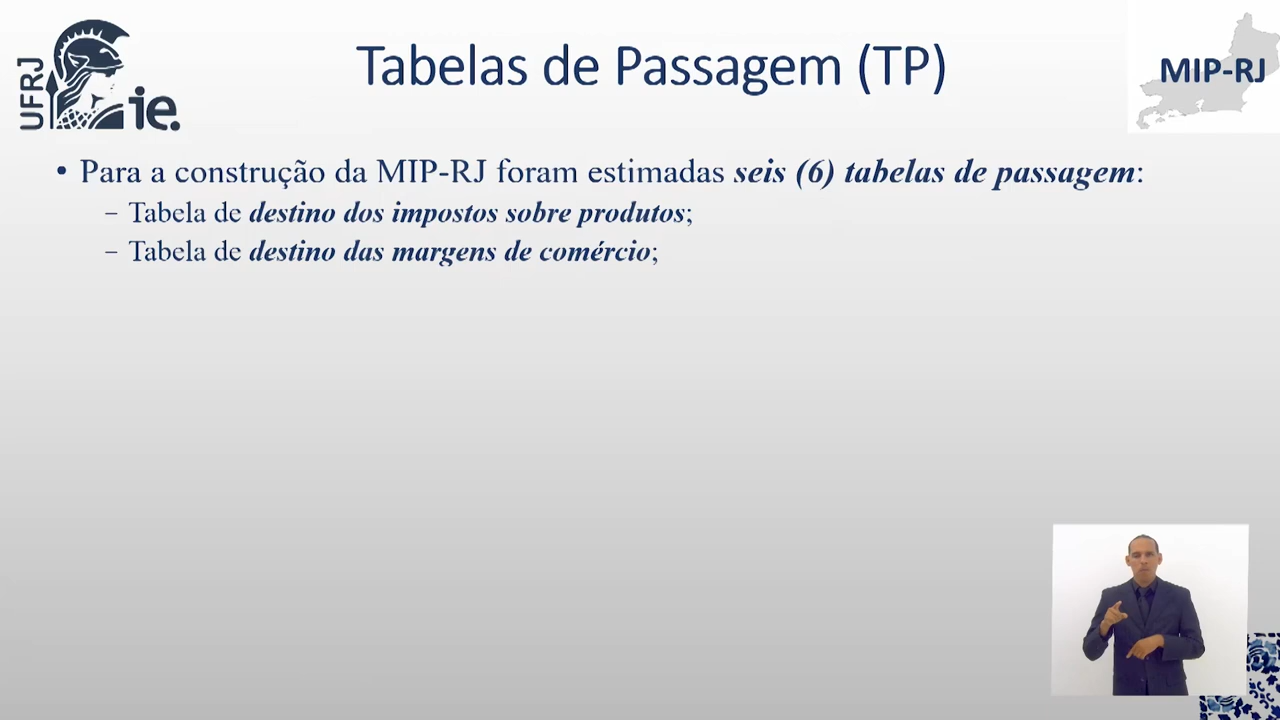 Tabelas de Passagem (TP)
UFRJ
ie.
MIP-RJ
• Para a construção da MIP-RJ foram estimadas seis (6) tabelas de passagem:
– Tabela de destino dos impostos sobre produtos;
– Tabela de destino das margens de comércio;